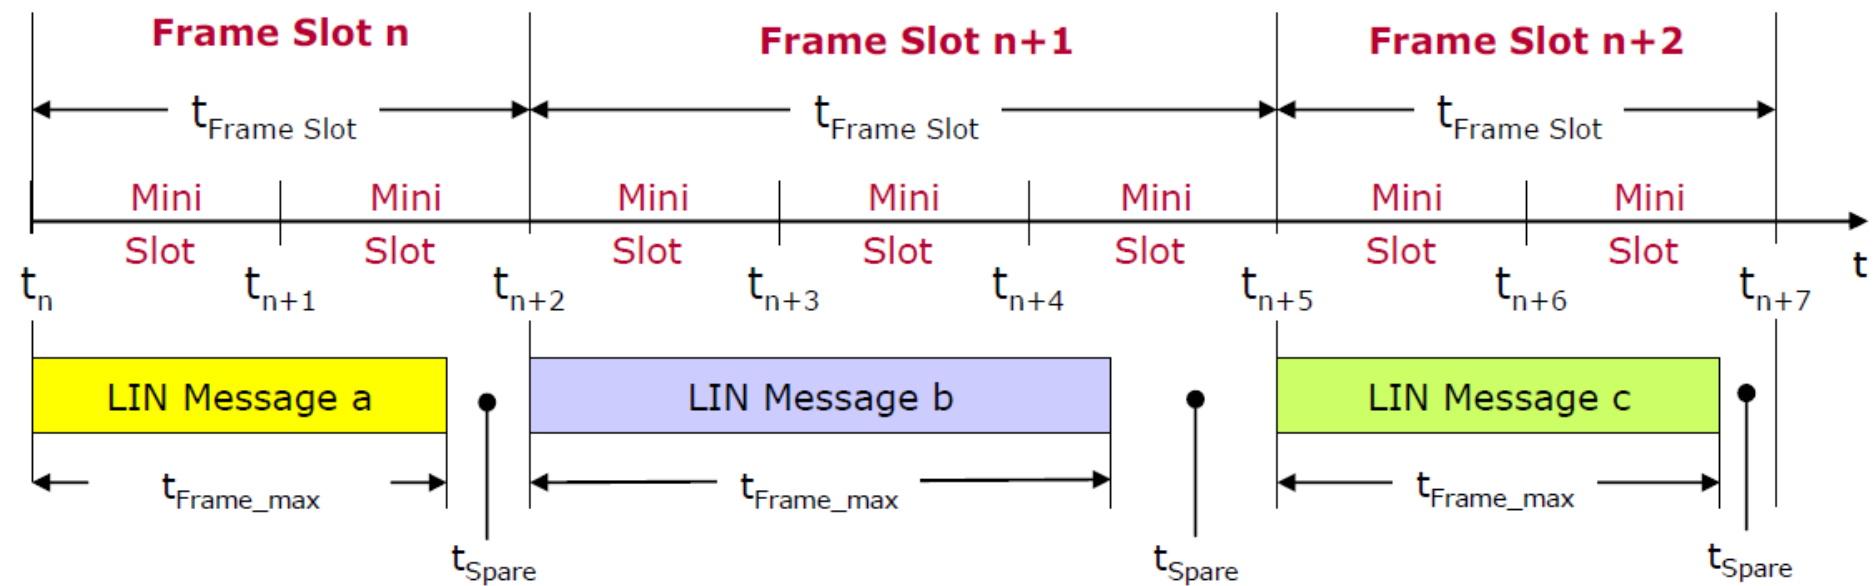 Frame Slot n Frame Slot n+1 Frame Slot n+2
tFrame Slot tFrame Slot tFrame Slot
Mini Mini Mini Mini Mini Mini Mini
Slot Slot Slot Slot Slot Slot Slot
t
tn tn+1 tn+2 tn+3 tn+4 tn+5 tn+6 tn+7
LIN Message a LIN Message b LIN Message c
tFrame_max tFrame_max tFrame_max
tSpare tSpare tSpare